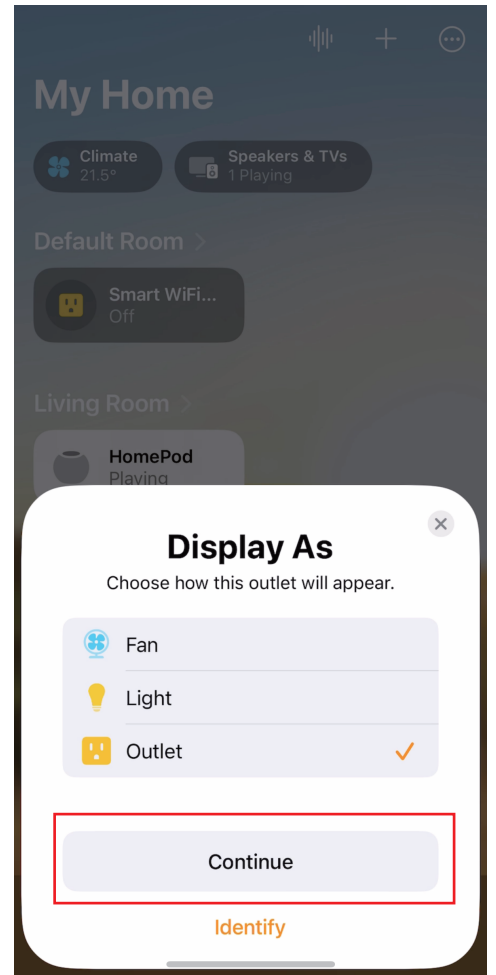 My Home
Climate
21.5°
Speakers & TVs
1 Playing
Default Room >
Smart WiFi...
Off
Living Room >
HomePod
Playing
Display As
Choose how this outlet will appear.
Fan
Light
Outlet
Continue
Identify